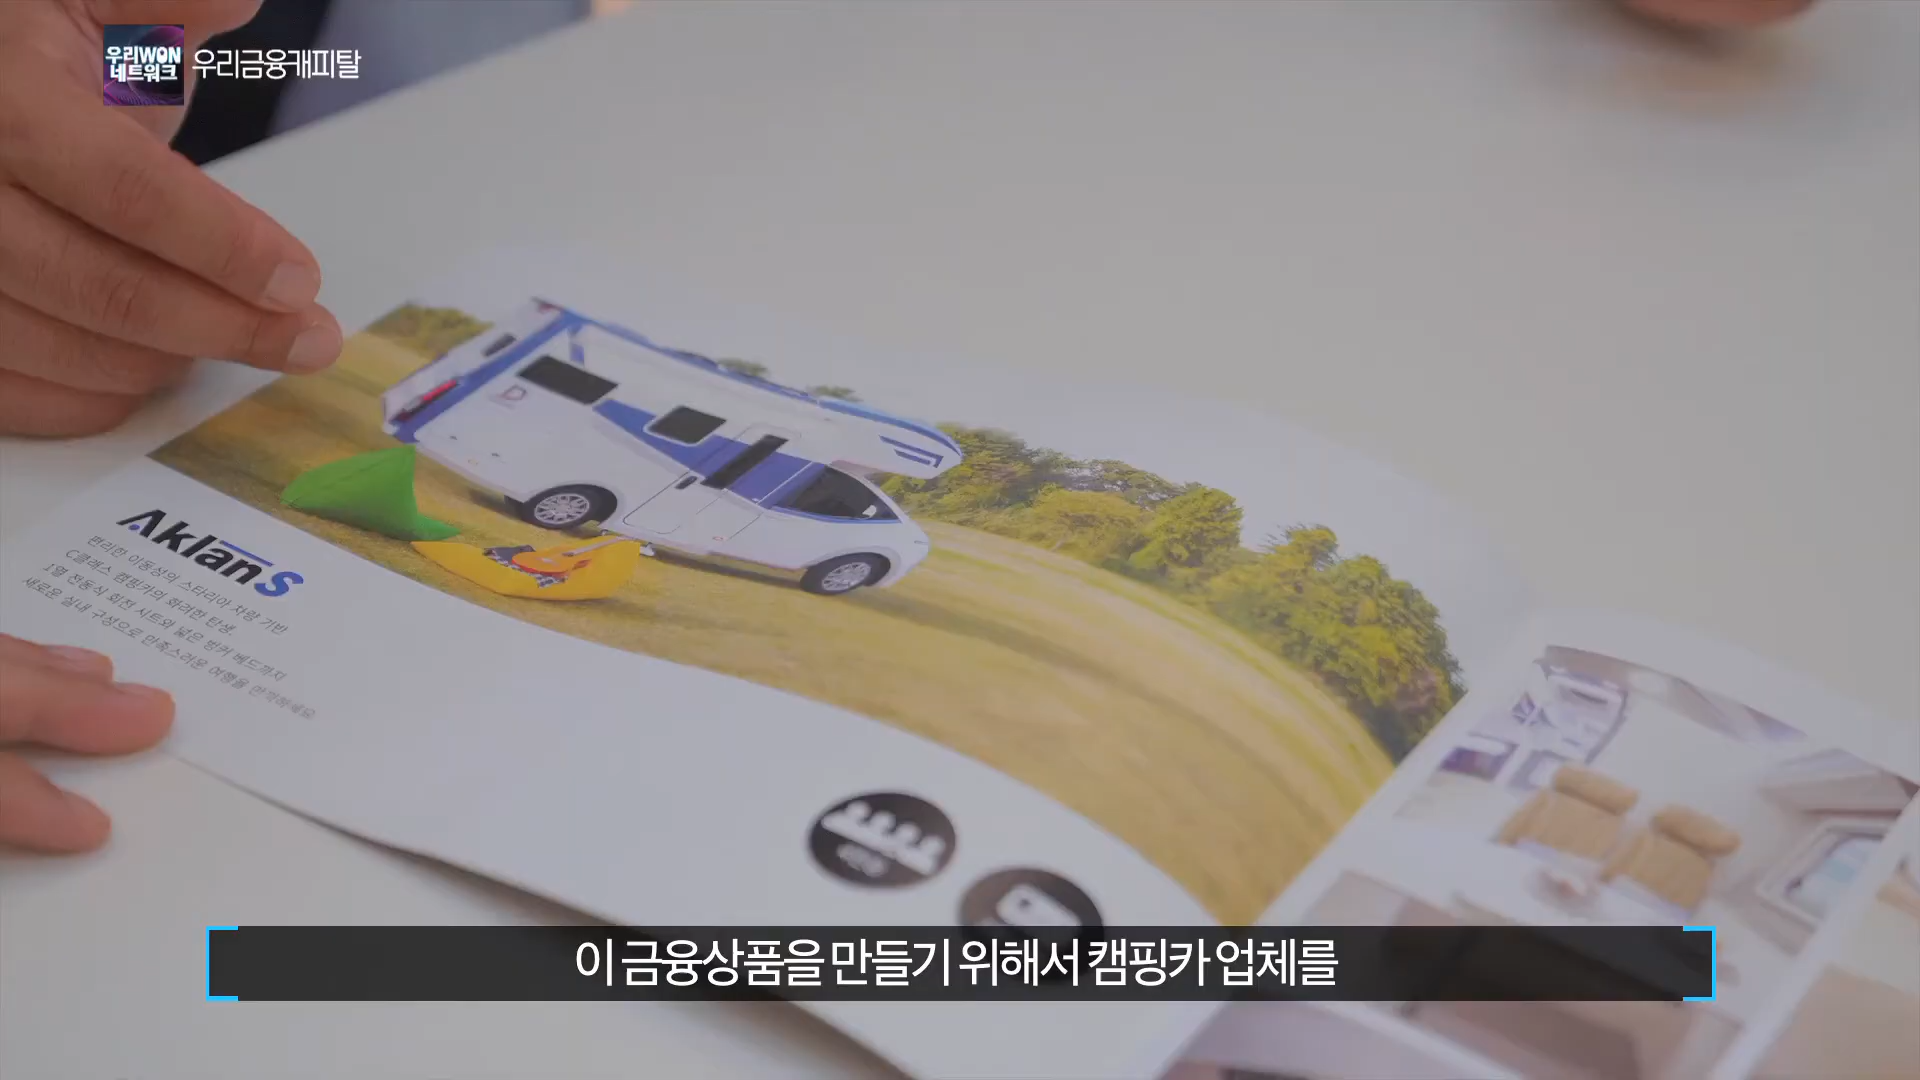 우리WON
네트워크
우리금융캐피탈
Aklan S
편리한 이동성의 스타리아 차량 기반
C클래스 캠핑카의 화려한 탄생.
1열 전동식 회전 시트와 넓은 벙커 베드까지
새로운 실내 구성으로 만족스러운 여행을 만끽하세요
이 금융상품을 만들기 위해서 캠핑카 업체를